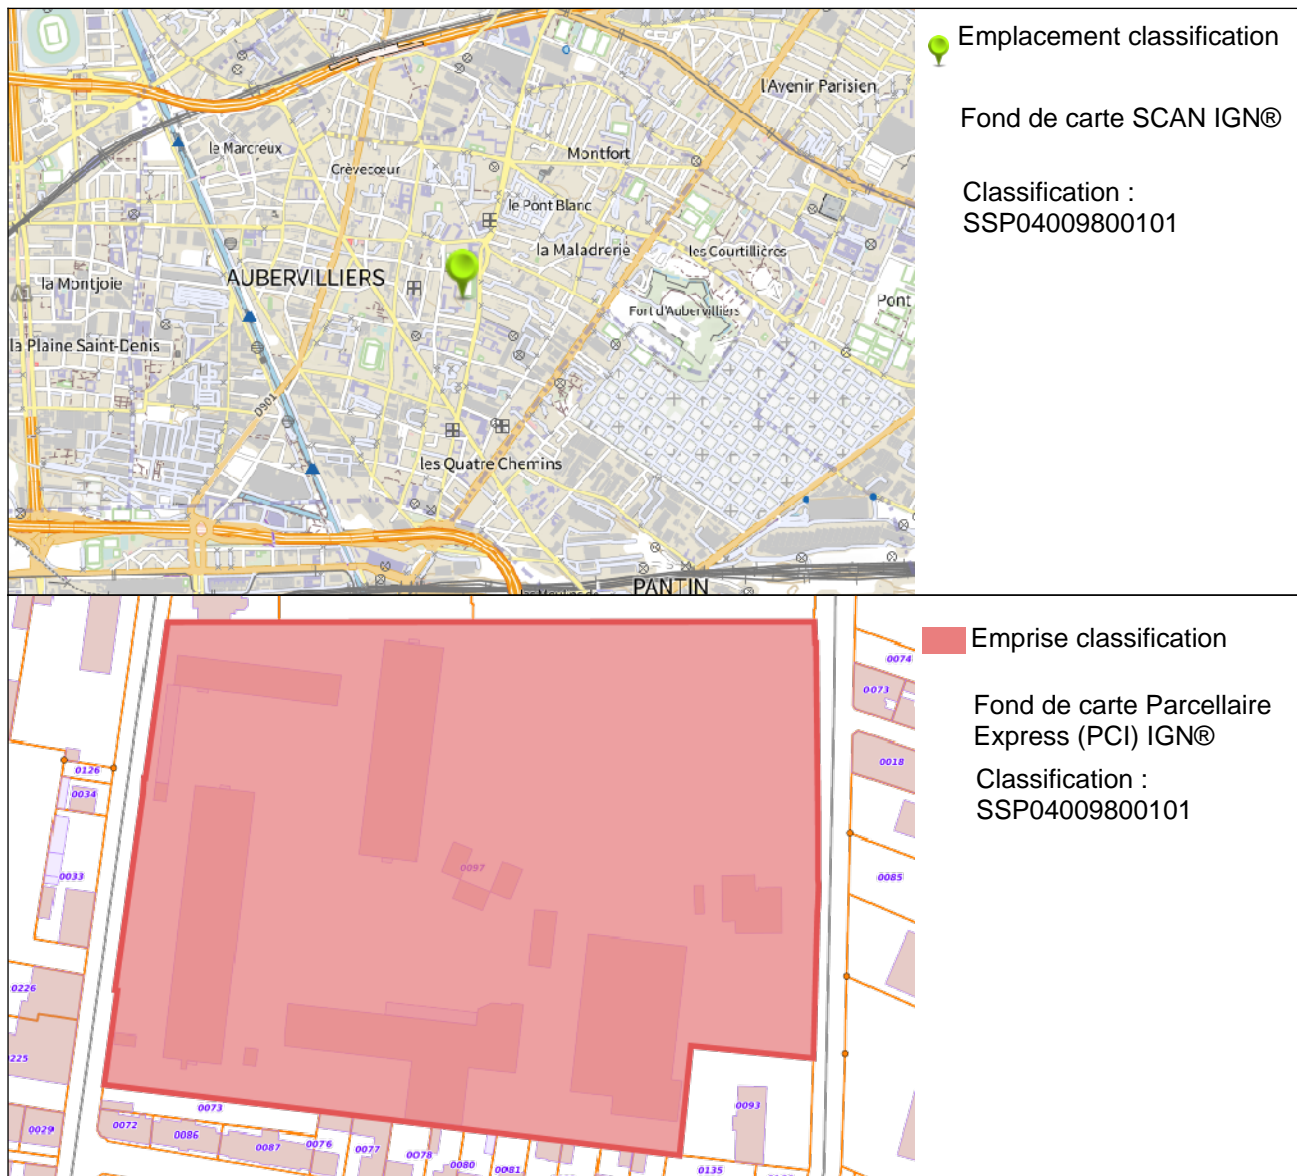 Emplacement classification
Fond de carte SCAN IGN®
Classification :
SSP04009800101
l'Avenir Parisien
le Marcreux
Montfort
Crèvecœur
le Pont Blanc
la Maladrerie
les Courtillières
AUBERVILLIERS
la Montjoie
Pont
Fort d'Aubervilliers
la Plaine Saint-Denis
D901
les Quatre Chemins
PANTIN
Emprise classification
Fond de carte Parcellaire
Express (PCI) IGN®
Classification :
SSP04009800101
0074
0073
0018
0126
0034
0097
0033
0085
0226
225
0073
0093
0029
0072
0086
0087
0076
0077
0078
0080
0081
0135